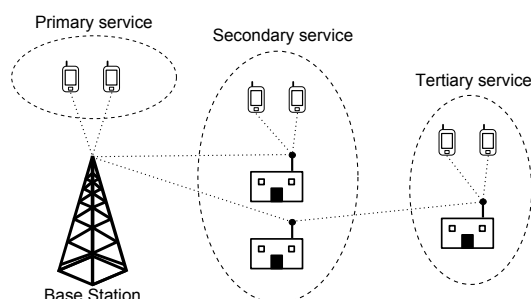 Primary service
Secondary service
Tertiary service
Base Station